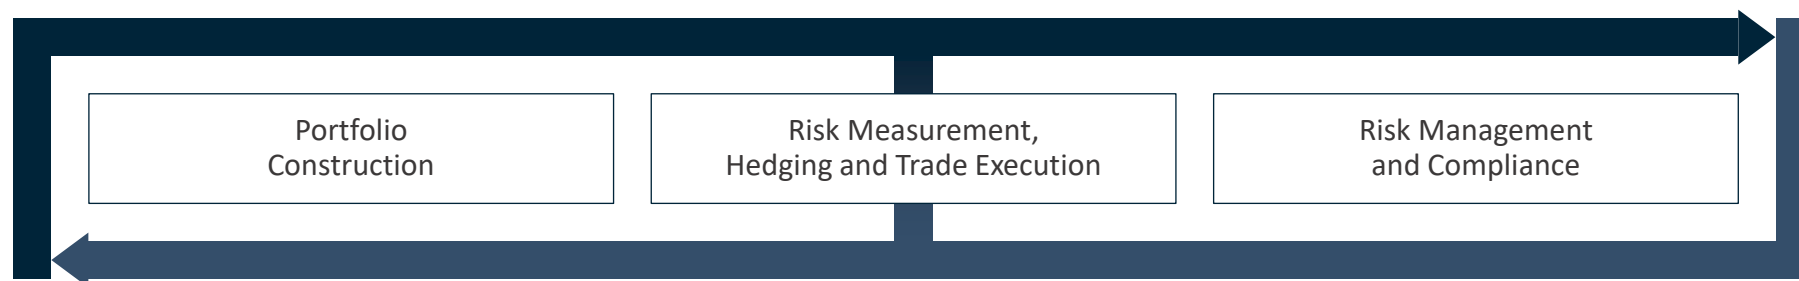 Portfolio
Construction
Risk Measurement,
Hedging and Trade Execution
Risk Management
and Compliance